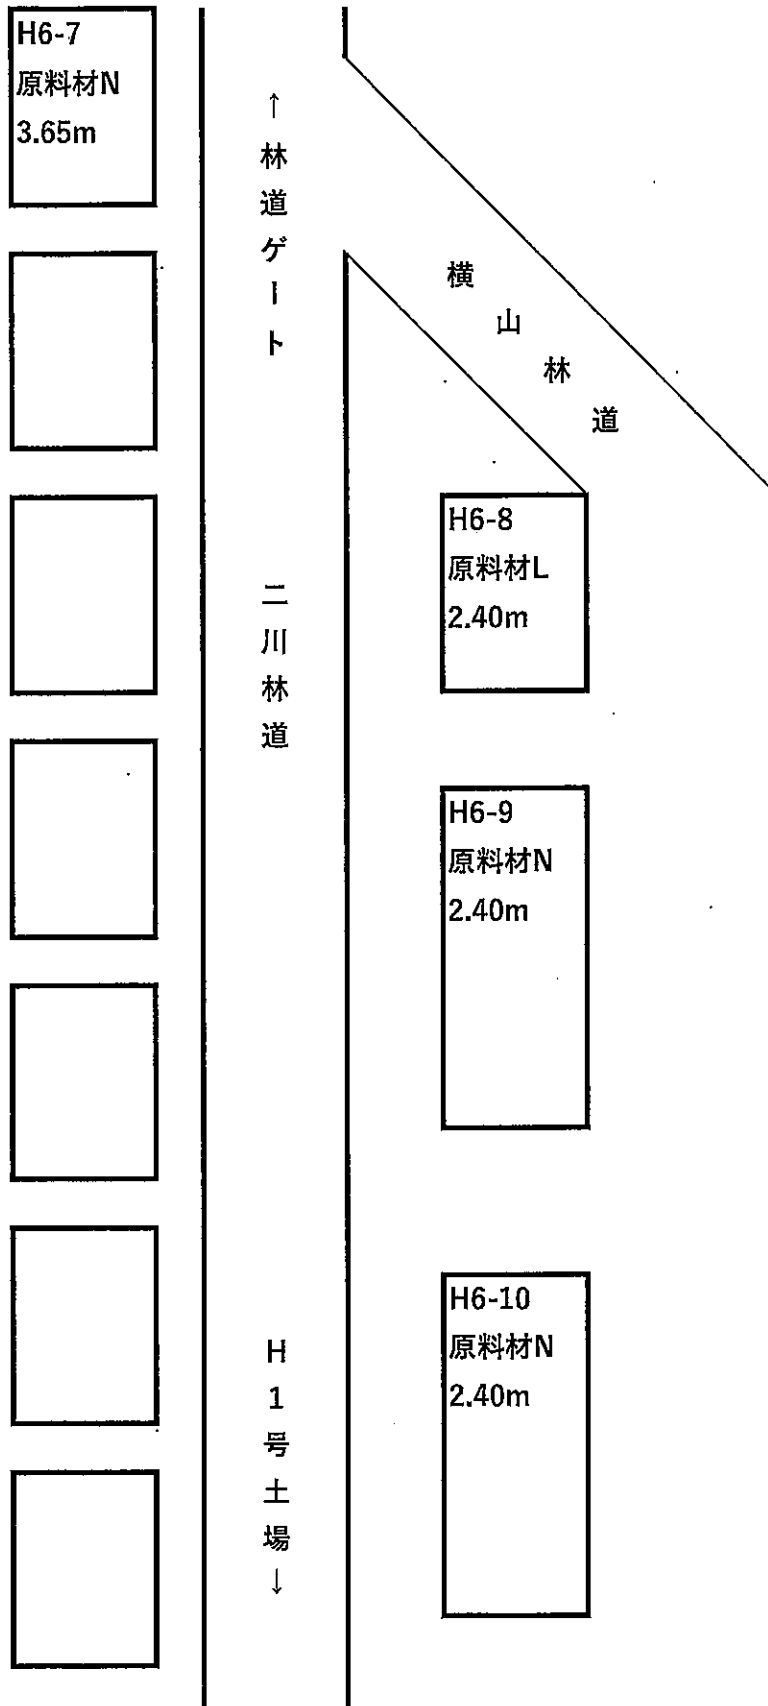 H6-7
原料材N
3.65m
↑林道ゲート
横山林道
二川林道
H6-8
原料材L
2.40m
H6-9
原料材N
2.40m
H6-10
原料材N
2.40m
H1号土場↓